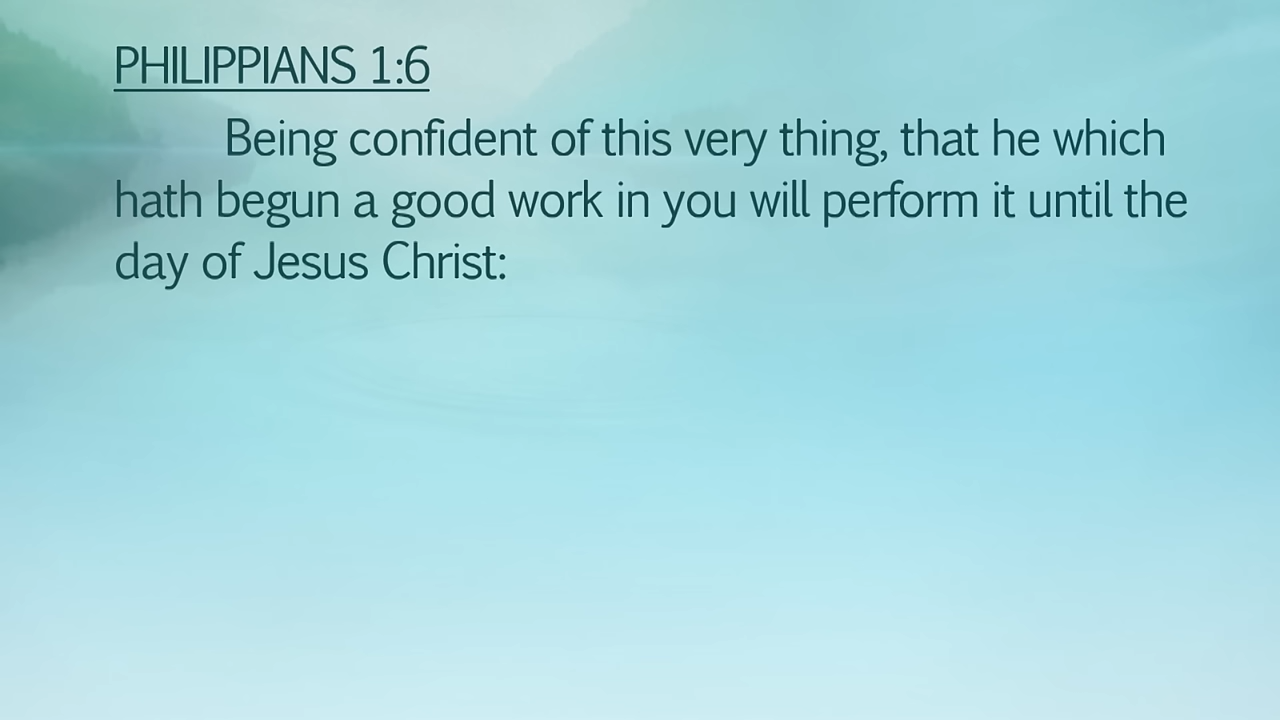 PHILIPPIANS 1:6
Being confident of this very thing, that he which
hath begun a good work in you will perform it until the
day of Jesus Christ: